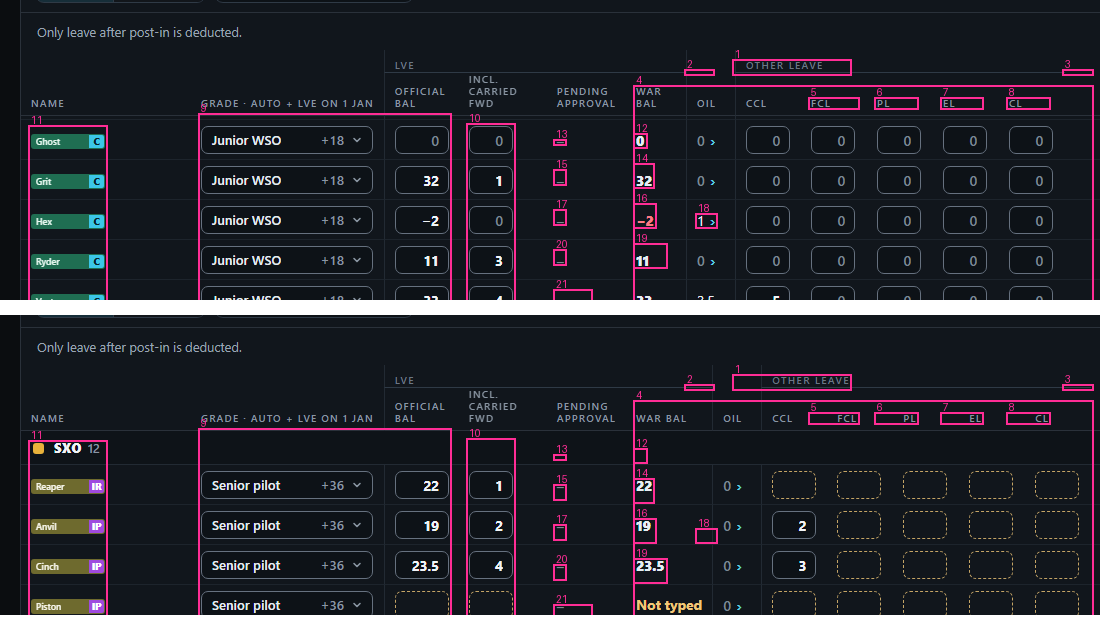 Only leave after post-in is deducted.
1
2 3
LVE OTHER LEAVE
INCL.
4
OFFICIAL CARRIED PENDING WAR 5 6 7 8
NAME GRADE · AUTO + LVE ON 1 JAN BAL FWD APPROVAL BAL OIL CCL FCL PL EL CL
9
11 10
12
Ghost C Junior WSO +18 0 0 13 – 0 0 › 0 0 0 0 0
14
15
Grit C Junior WSO +18 32 1 – 32 0 › 0 0 0 0 0
16
17 18
Hex C Junior WSO +18 –2 0 – –2 1 › 0 0 0 0 0
19
20
Ryder C Junior WSO +18 11 3 – 11 0 › 0 0 0 0 0
21
Junior WSO +18
Only leave after post-in is deducted.
1
2 3
LVE OTHER LEAVE
INCL.
4
OFFICIAL CARRIED PENDING 5 6 7 8
NAME GRADE · AUTO + LVE ON 1 JAN BAL FWD APPROVAL WAR BAL OIL CCL FCL PL EL CL
9
11 10
12
SXO 12 13
14
15
Reaper IR Senior pilot +36 22 1 – 22 0 ›
16
17 18
Anvil IP Senior pilot +36 19 2 – 19 0 › 2
19
20
Cinch IP Senior pilot +36 23.5 4 – 23.5 0 › 3
21
Piston IP Senior pilot +36 – Not typed 0 ›